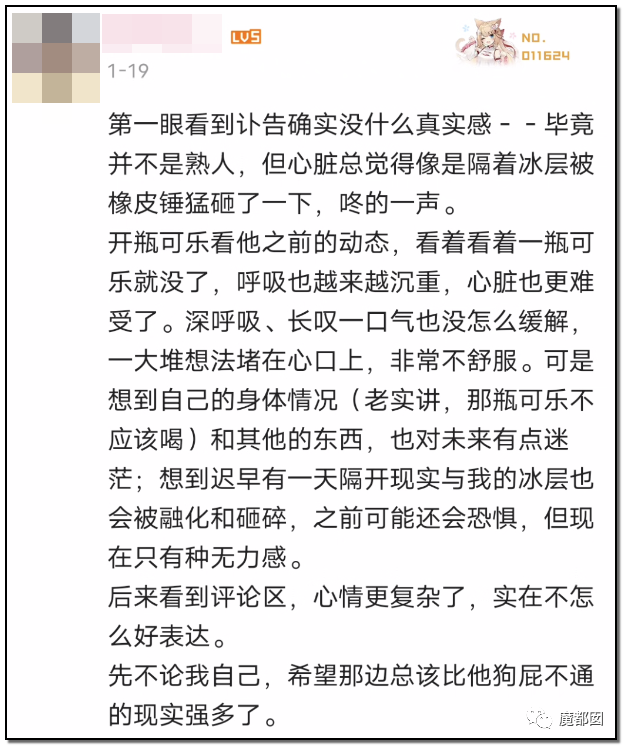 LV5
NO.
011624
1-19
第一眼看到讣告确实没什么真实感--毕竟
并不是熟人，但心脏总觉得像是隔着冰层被
橡皮锤猛砸了一下，咚的一声。
开瓶可乐看他之前的动态，看着看着一瓶可
乐就没了，呼吸也越来越沉重，心脏也更难
受了。深呼吸、长叹一口气也没怎么缓解，
一大堆想法堵在心口上，非常不舒服。可是
想到自己的身体情况（老实讲，那瓶可乐不
应该喝）和其他的东西，也对未来有点迷
茫；想到迟早有一天隔开现实与我的冰层也
会被融化和砸碎，之前可能还会恐惧，但现
在只有种无力感。
后来看到评论区，心情更复杂了，实在不怎
么好表达。
先不论我自己，希望那边总该比他狗屁不通
的现实强多了。
魔都囡